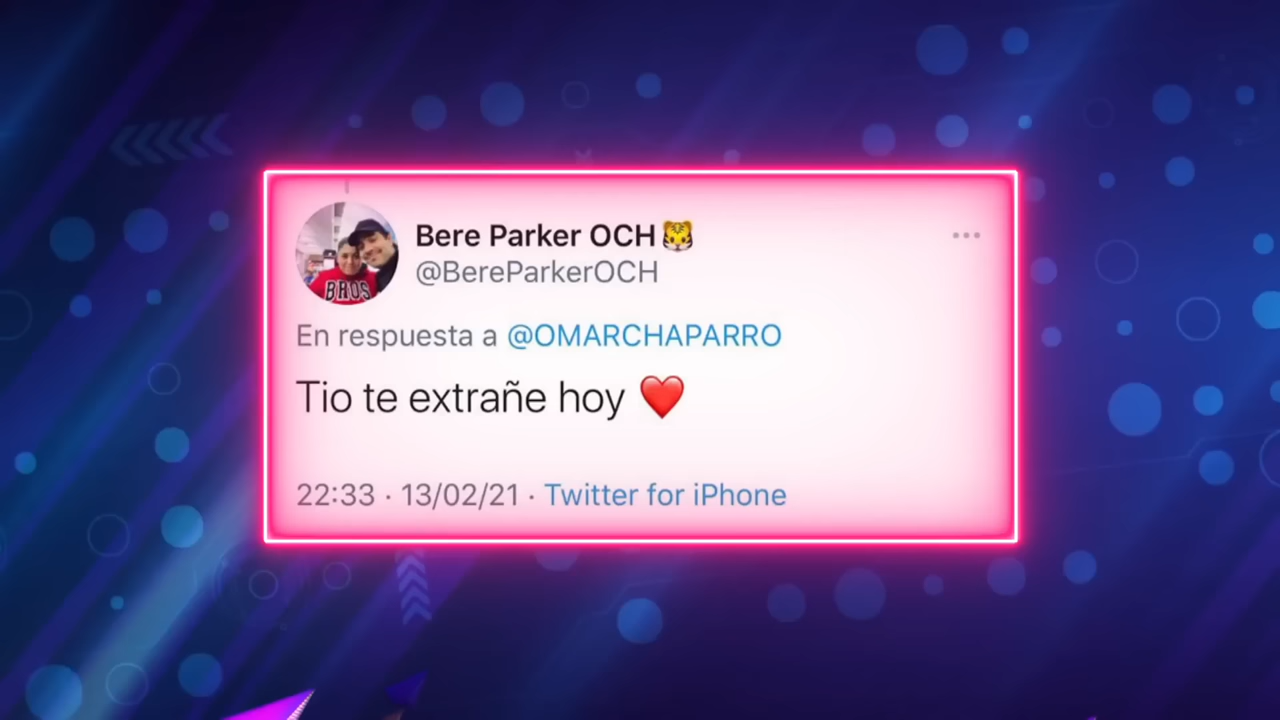 Bere Parker OCH🐯
@BereParkerOCH
En respuesta a @OMARCHAPARRO
Tio te extrañe hoy ❤️
22:33 · 13/02/21 · Twitter for iPhone
BROS